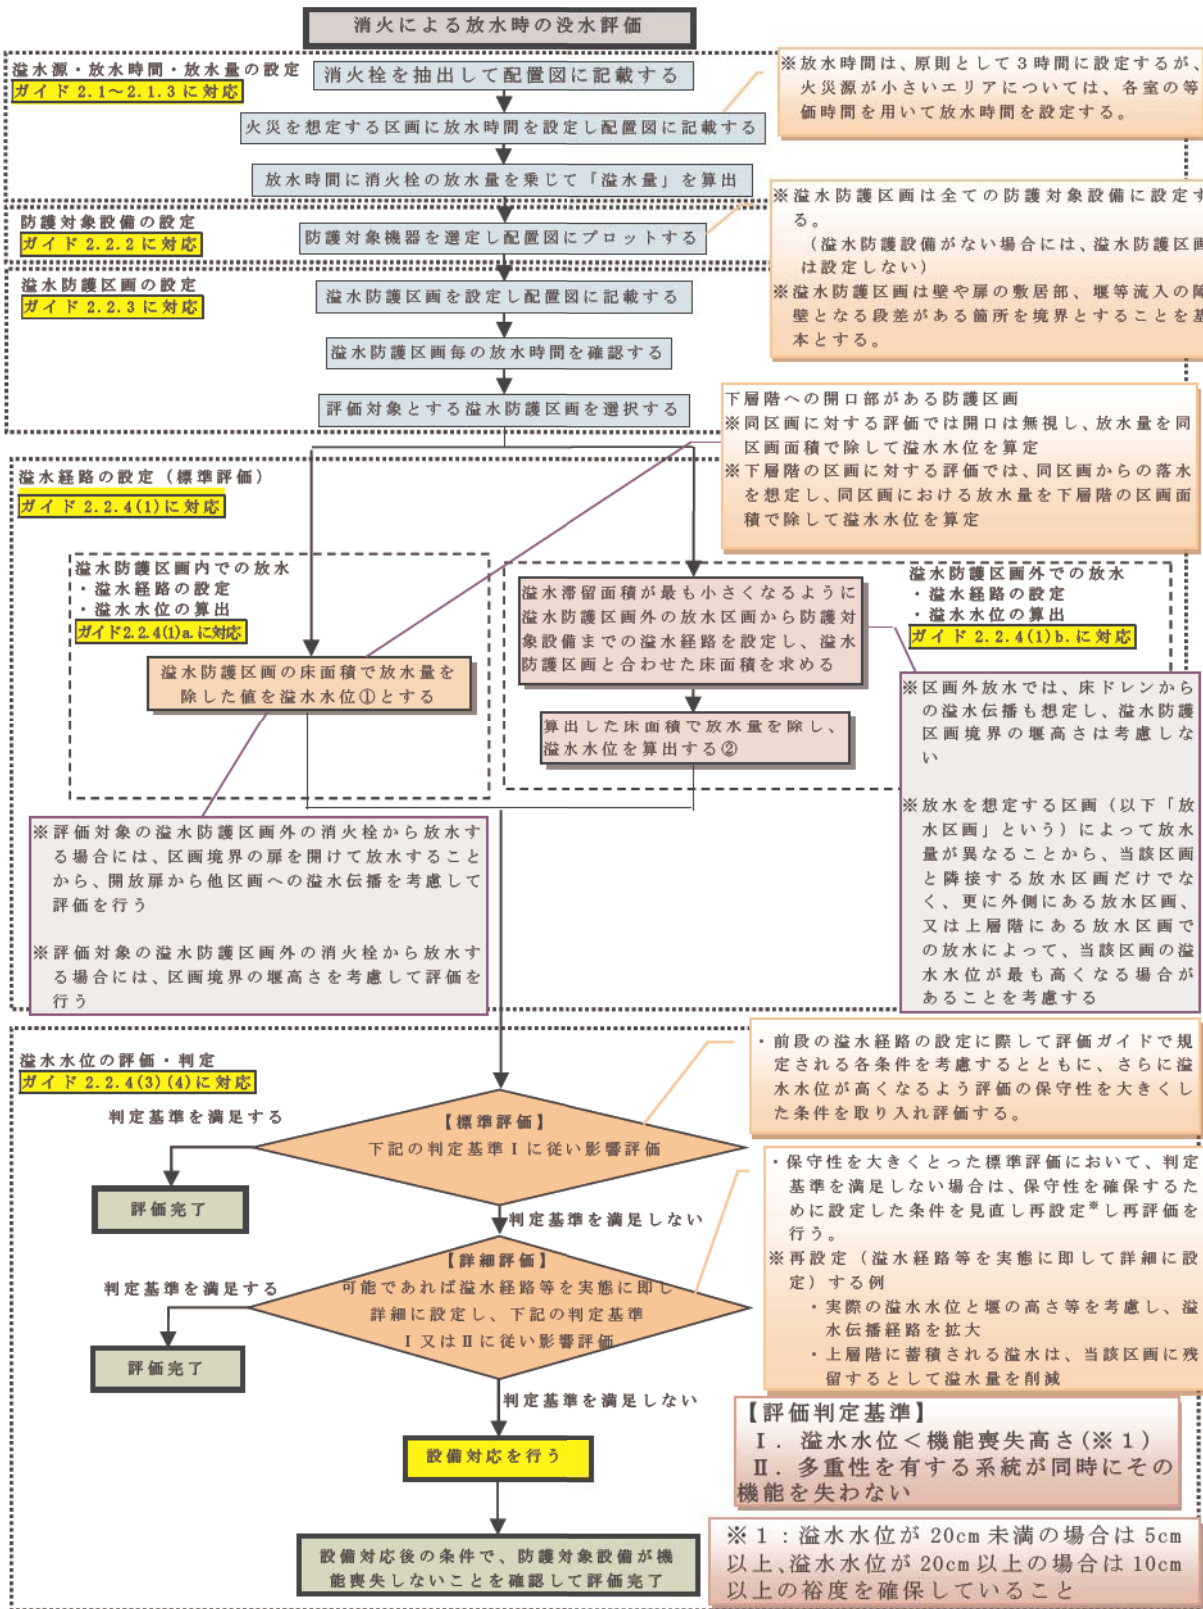 消火による放水時の没水評価
溢水源・放水時間・放水量の設定
ガイド 2.1～2.1.3 に対応
消火栓を抽出して配置図に記載する
火災を想定する区画に放水時間を設定し配置図に記載する
放水時間に消火栓の放水量を乗じて「溢水量」を算出
※放水時間は、原則として3時間に設定するが、
火災源が小さいエリアについては、各室の等
価時間を用いて放水時間を設定する。
防護対象設備の設定
ガイド 2.2.2 に対応
防護対象機器を選定し配置図にプロットする
※溢水防護区画は全ての防護対象設備に設定す
る。
（溢水防護設備がない場合には、溢水防護区画
は設定しない）
※溢水防護区画は壁や扉の敷居部、堰等流入の障
壁となる段差がある箇所を境界とすることを基
本とする。
溢水防護区画の設定
ガイド 2.2.3 に対応
溢水防護区画を設定し配置図に記載する
溢水防護区画毎の放水時間を確認する
評価対象とする溢水防護区画を選択する
下層階への開口部がある防護区画
※同区画に対する評価では開口は無視し、放水量を同
区画面積で除して溢水水位を算定
※下層階の区画に対する評価では、同区画からの落水
を想定し、同区画における放水量を下層階の区画面
積で除して溢水水位を算定
溢水経路の設定（標準評価）
ガイド 2.2.4(1)に対応
溢水防護区画内での放水
・溢水経路の設定
・溢水水位の算出
ガイド2.2.4(1)a.に対応
溢水防護区画の床面積で放水量を
除した値を溢水水位①とする
溢水滞留面積が最も小さくなるように
溢水防護区画外の放水区画から防護対
象設備までの溢水経路を設定し、溢水
防護区画と合わせた床面積を求める
算出した床面積で放水量を除し、
溢水水位を算出する②
溢水防護区画外での放水
・溢水経路の設定
・溢水水位の算出
ガイド 2.2.4(1)b.に対応
※区画外放水では、床ドレンから
の溢水伝播も想定し、溢水防護
区画境界の堰高さは考慮しな
い
※放水を想定する区画（以下「放
水区画」という）によって放水
量が異なることから、当該区画
と隣接する放水区画だけでな
く、更に外側にある放水区画、
又は上層階にある放水区画で
の放水によって、当該区画の溢
水水位が最も高くなる場合が
あることを考慮する
※評価対象の溢水防護区画外の消火栓から放水す
る場合には、区画境界の扉を開けて放水すること
から、開放扉から他区画への溢水伝播を考慮して
評価を行う
※評価対象の溢水防護区画外の消火栓から放水す
る場合には、区画境界の堰高さを考慮して評価を
行う
溢水水位の評価・判定
ガイド 2.2.4(3)(4)に対応
・前段の溢水経路の設定に際して評価ガイドで規
定される各条件を考慮するとともに、さらに溢
水水位が高くなるよう評価の保守性を大きくし
た条件を取り入れ評価する。
判定基準を満足する
【標準評価】
下記の判定基準Ⅰに従い影響評価
評価完了
判定基準を満足しない
・保守性を大きくとった標準評価において、判定
基準を満足しない場合は、保守性を確保するた
めに設定した条件を見直し再設定※し再評価を
行う。
※再設定（溢水経路等を実態に即して詳細に設
定）する例
・実際の溢水水位と堰の高さ等を考慮し、溢
水伝播経路を拡大
・上層階に蓄積される溢水は、当該区画に残
留するとして溢水量を削減
判定基準を満足する
【詳細評価】
可能であれば溢水経路等を実態に即し
詳細に設定し、下記の判定基準
Ⅰ又はⅡに従い影響評価
評価完了
判定基準を満足しない
設備対応を行う
設備対応後の条件で、防護対象設備が機
能喪失しないことを確認して評価完了
【評価判定基準】
Ⅰ．溢水水位＜機能喪失高さ(※1)
Ⅱ．多重性を有する系統が同時にその
機能を失わない
※1：溢水水位が 20cm 未満の場合は 5cm
以上、溢水水位が 20cm 以上の場合は 10cm
以上の裕度を確保していること